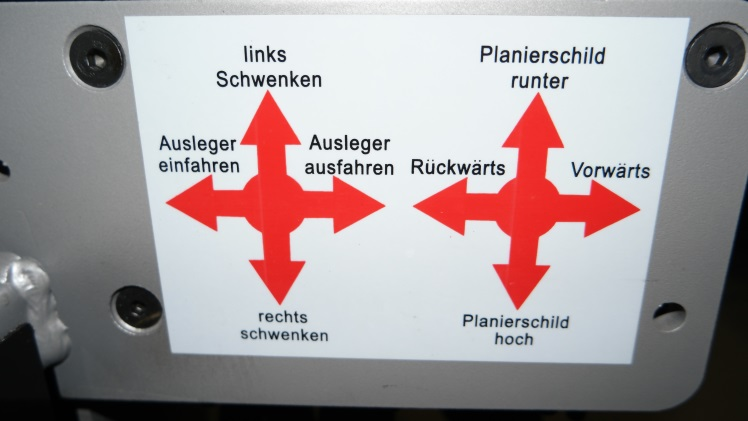 links
Schwenken
Ausleger
einfahren
Ausleger
ausfahren
rechts
schwenken
Planierschild
runter
Rückwärts
Vorwärts
Planierschild
hoch